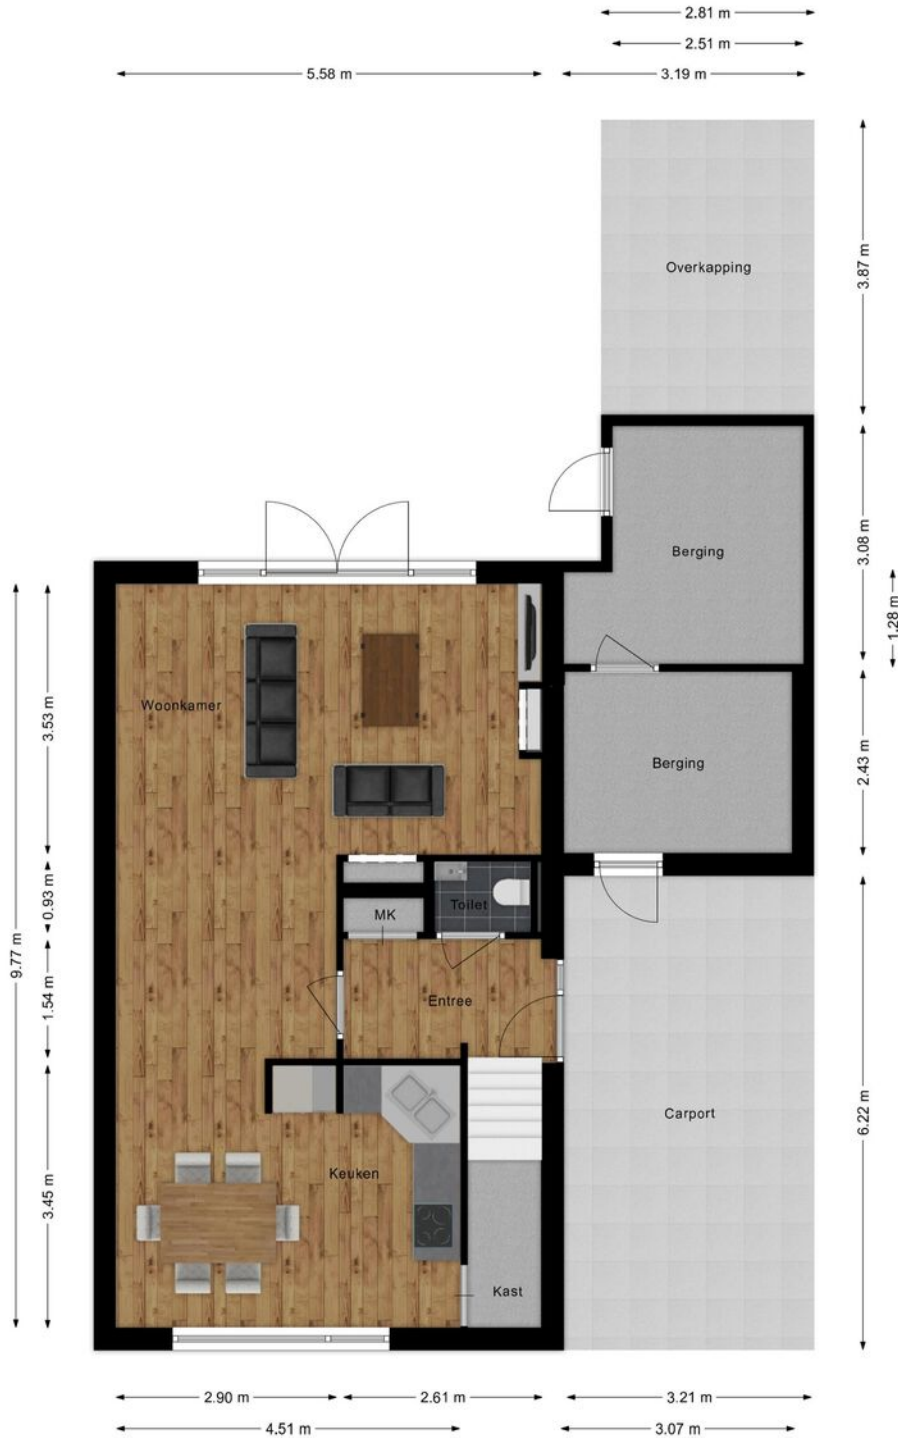 2.81 m
2.51 m
5.58 m
3.19 m
Overkapping
3.87 m
Berging
3.08 m
1.28 m
Woonkamer
3.53 m
Berging
2.43 m
9.77 m
0.93 m
MK
Toilet
1.54 m
Entree
Carport
6.22 m
Keuken
3.45 m
Kast
2.90 m
2.61 m
3.21 m
4.51 m
3.07 m